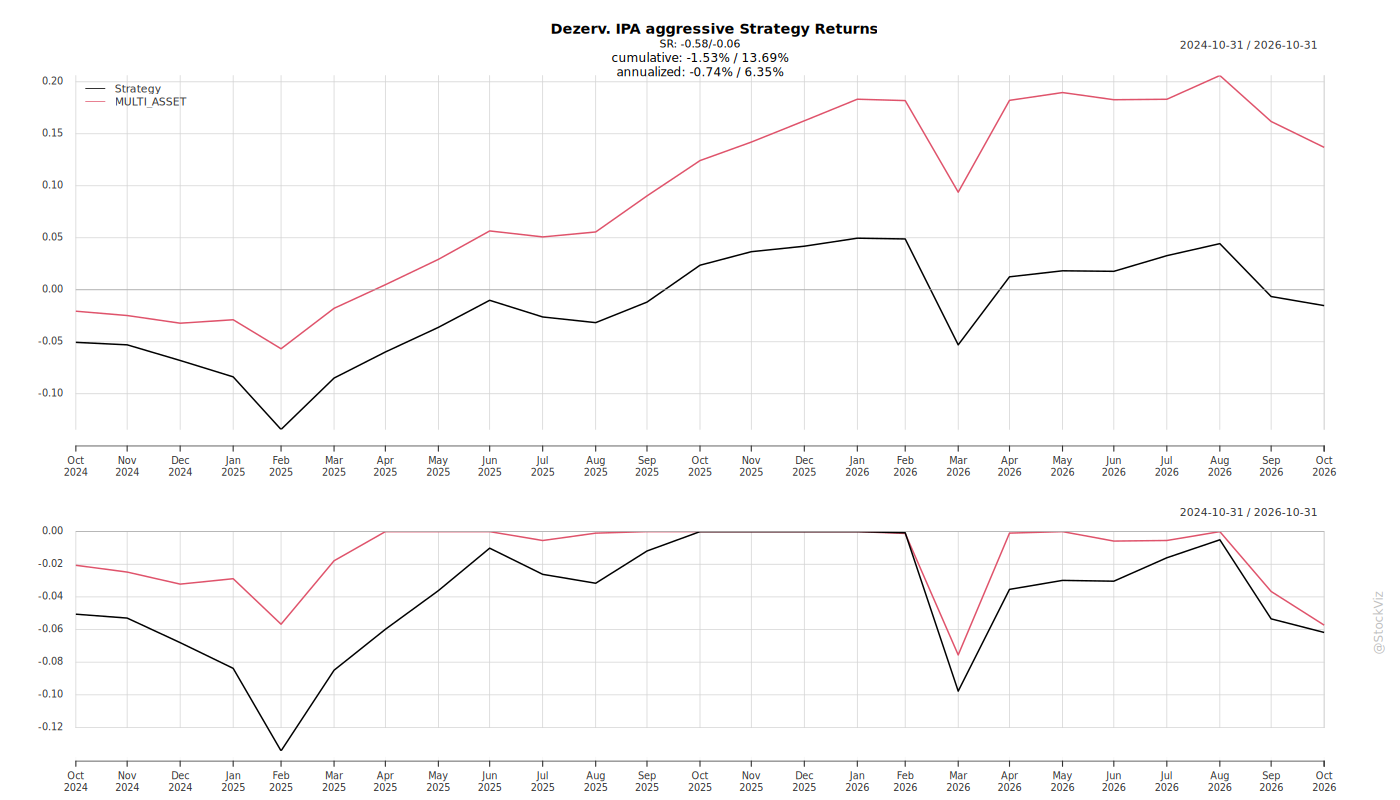 Dezerv. IPA aggressive Strategy Returns
SR: -0.58/-0.06
cumulative: -1.53% / 13.69%
annualized: -0.74% / 6.35%
2024-10-31 / 2026-10-31
Strategy
MULTI_ASSET
0.20
0.15
0.10
0.05
0.00
-0.05
-0.10
Oct Nov Dec Jan Feb Mar Apr May Jun Jul Aug Sep Oct Nov Dec Jan Feb Mar Apr May Jun Jul Aug Sep Oct
2024 2024 2024 2025 2025 2025 2025 2025 2025 2025 2025 2025 2025 2025 2025 2026 2026 2026 2026 2026 2026 2026 2026 2026 2026
2024-10-31 / 2026-10-31
0.00
-0.02
-0.04
-0.06
-0.08
-0.10
-0.12
Oct Nov Dec Jan Feb Mar Apr May Jun Jul Aug Sep Oct Nov Dec Jan Feb Mar Apr May Jun Jul Aug Sep Oct
2024 2024 2024 2025 2025 2025 2025 2025 2025 2025 2025 2025 2025 2025 2025 2026 2026 2026 2026 2026 2026 2026 2026 2026 2026
@StockViz